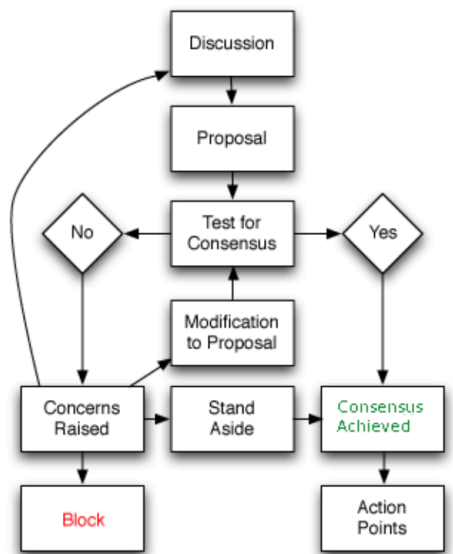 Discussion
Proposal
No
Test for
Consensus
Yes
Modification
to Proposal
Concerns
Raised
Stand
Aside
Consensus
Achieved
Block
Action
Points